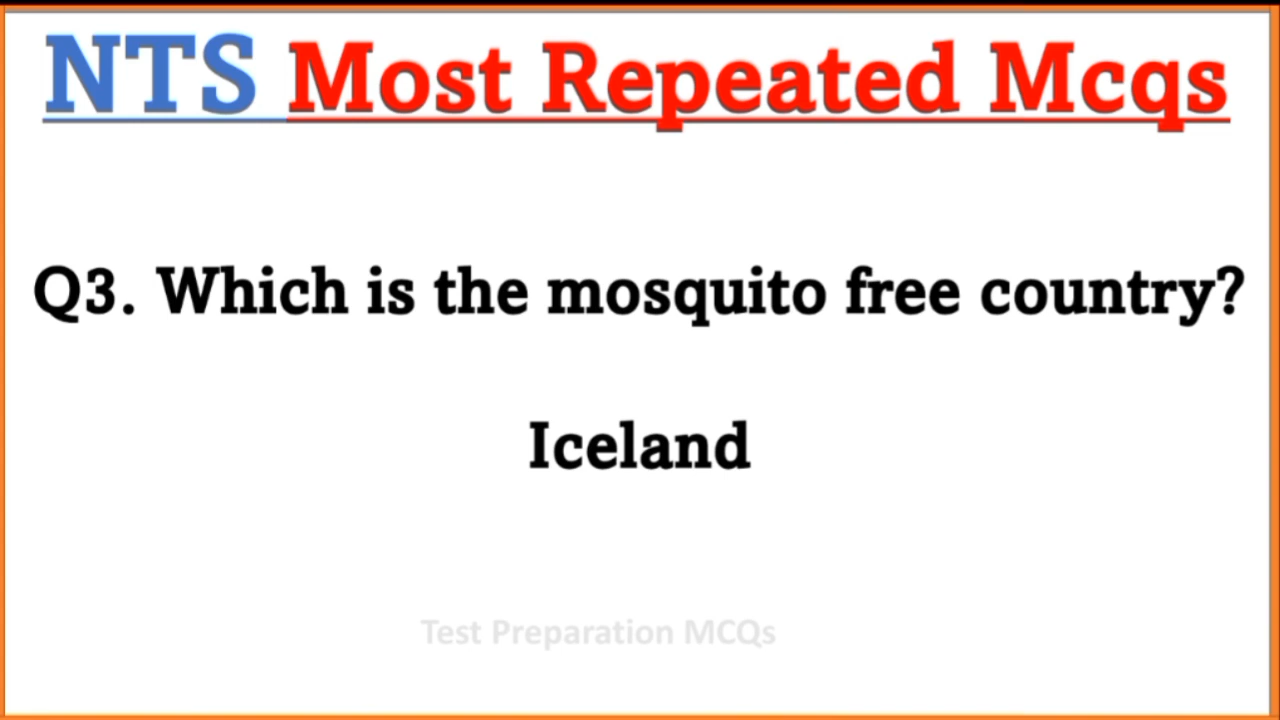 NTS Most Repeated Mcqs
Q3. Which is the mosquito free country?
Iceland
Test Preparation MCQs